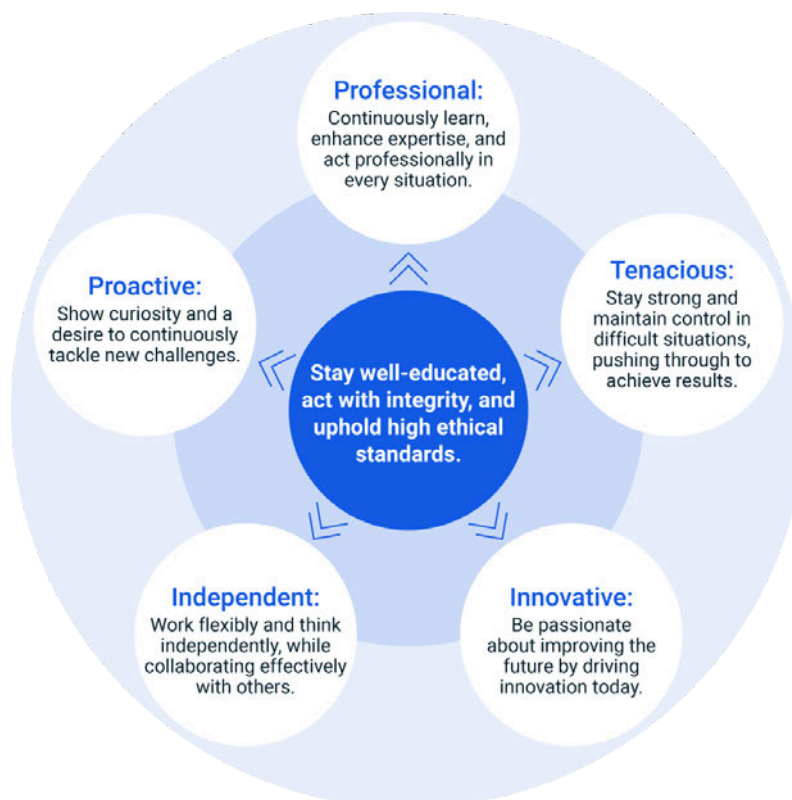 Professional:
Continuously learn,
enhance expertise, and
act professionally in
every situation.
Proactive:
Show curiosity and a
desire to continuously
tackle new challenges.
Tenacious:
Stay strong and
maintain control in
difficult situations,
pushing through to
achieve results.
Stay well-educated,
act with integrity, and
uphold high ethical
standards.
Independent:
Work flexibly and think
independently, while
collaborating effectively
with others.
Innovative:
Be passionate
about improving the
future by driving
innovation today.